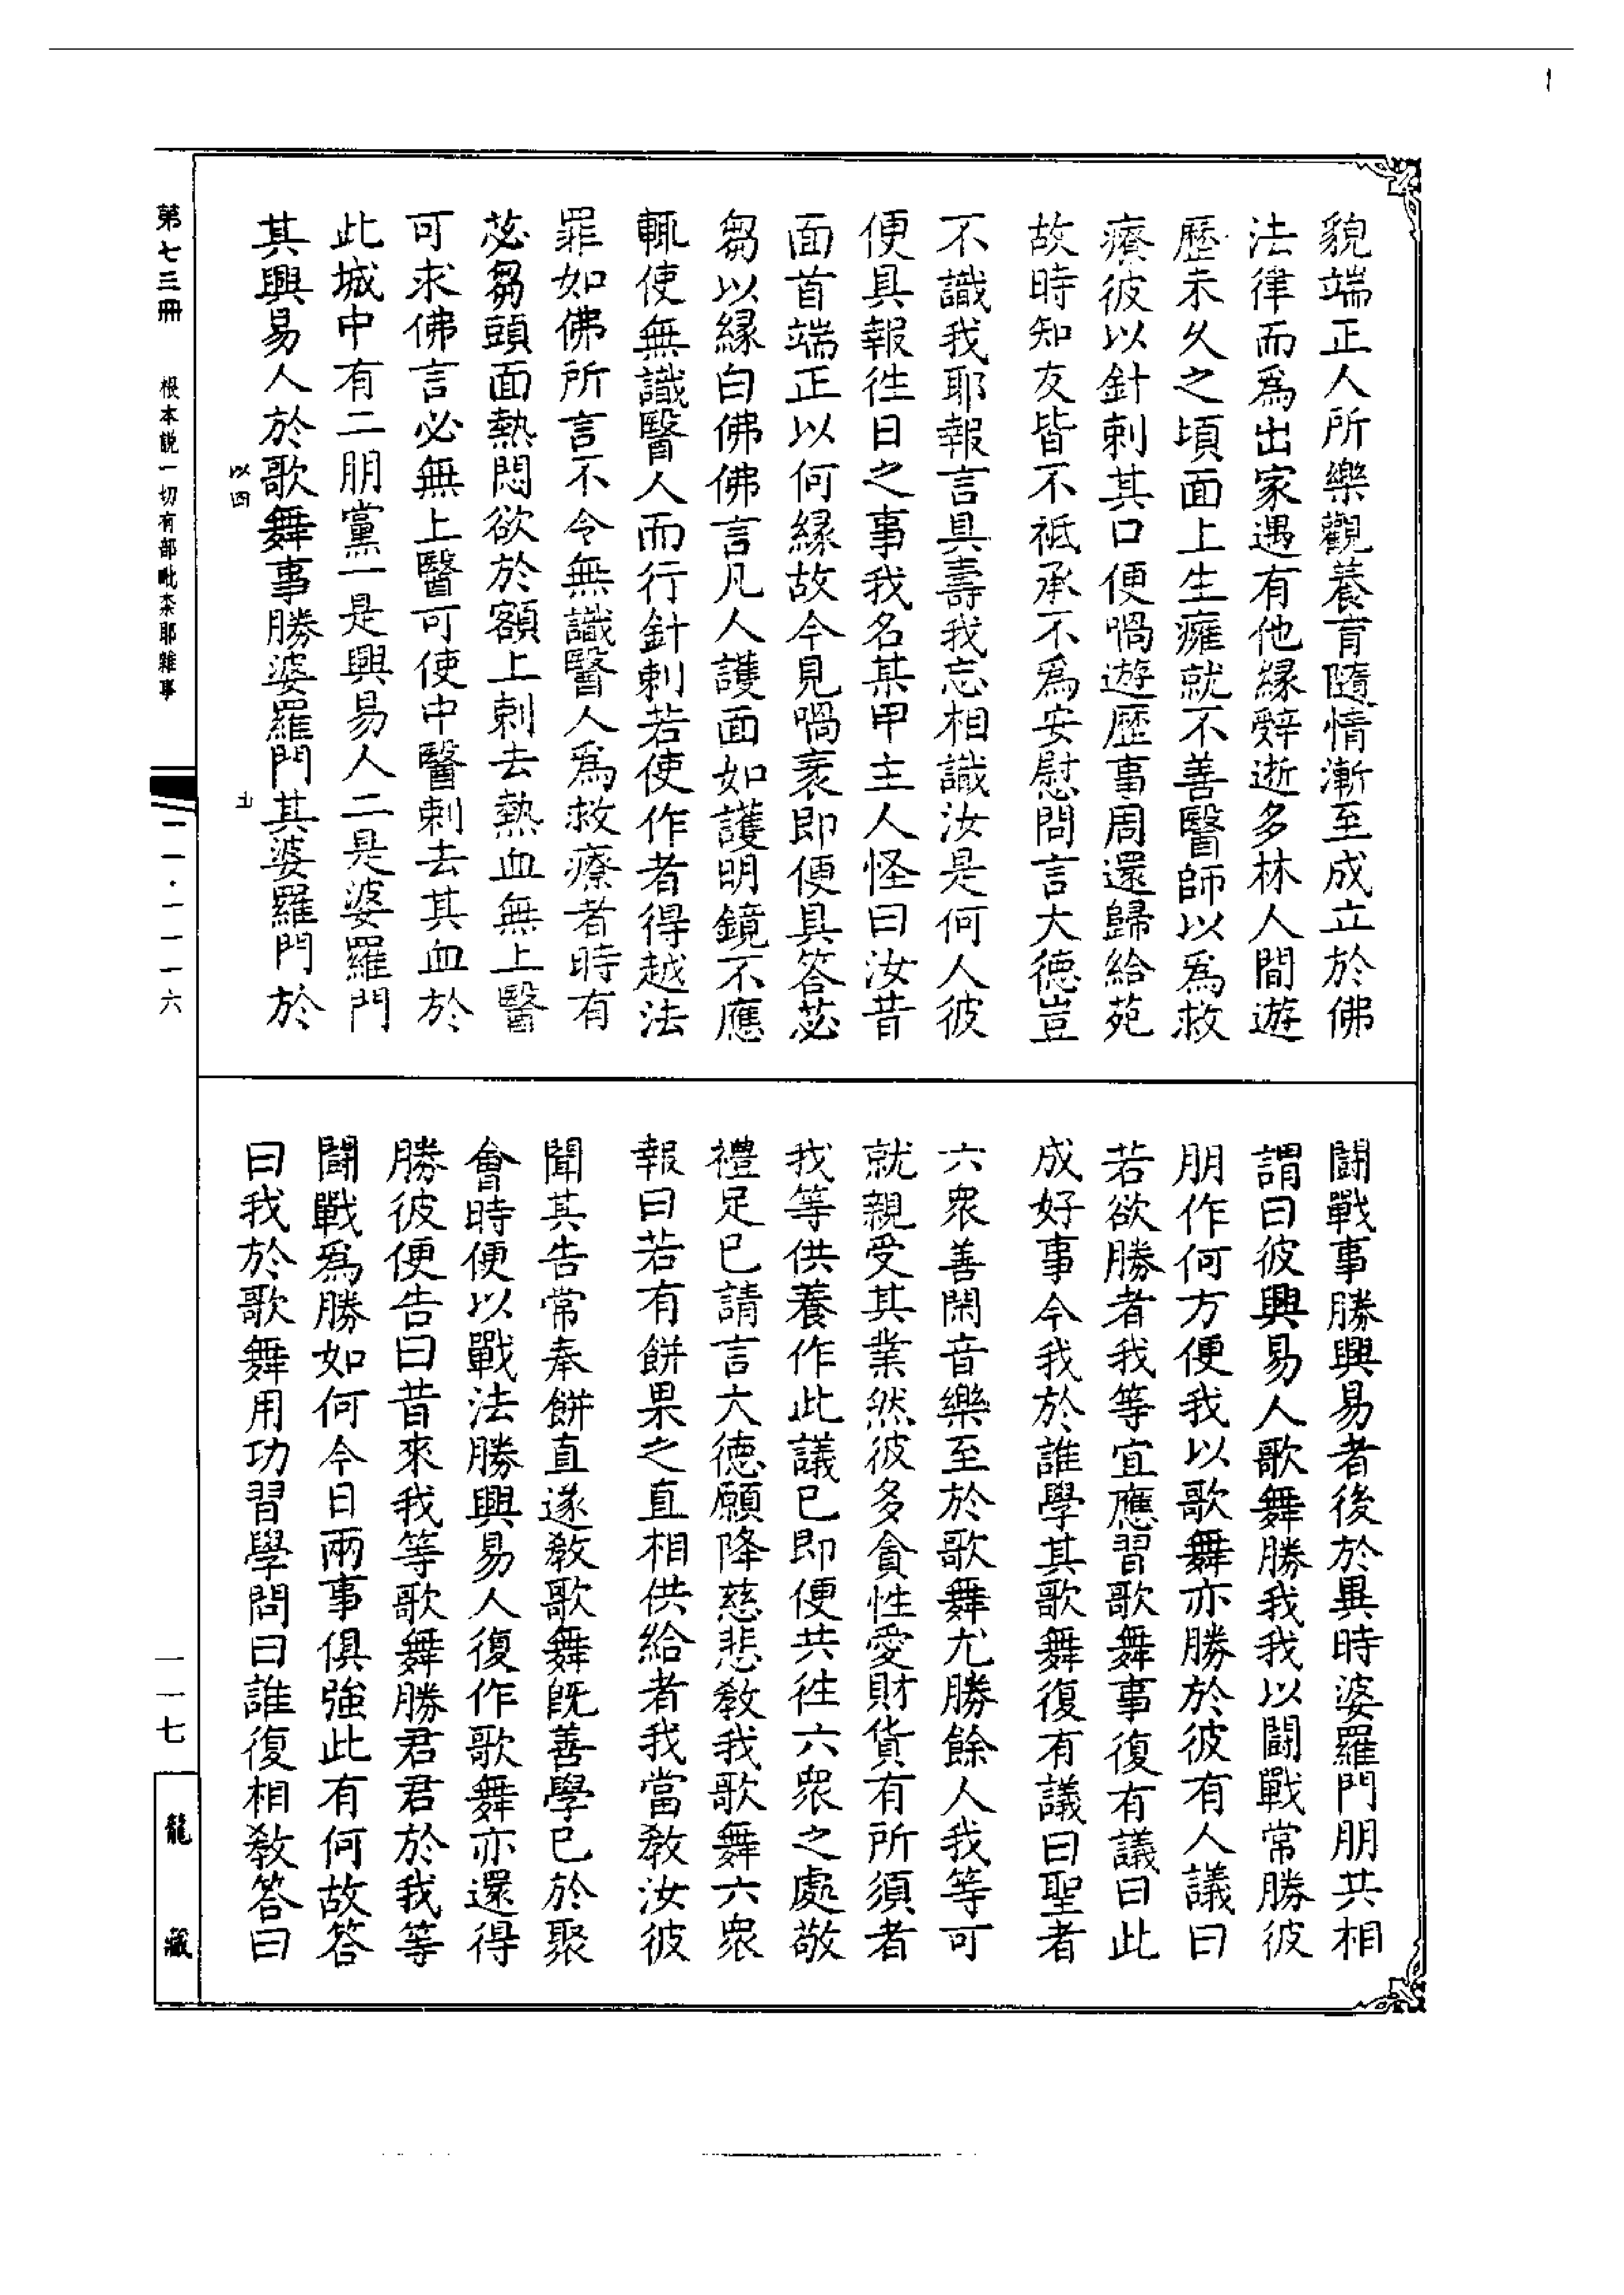 貌端正人所樂觀養育隨情漸至成立於佛
法律而爲出家遇有他緣辭逝多林人間遊
歷未久之頃面上生癰就不善醫師以爲救
療彼以針刺其口便喎遊歷事周還歸給苑
故時知友皆不祗承不爲安慰問言大德豈
不識我耶報言具壽我忘相識汝是何人彼
便具報往日之事我名某甲主人怪曰汝昔
面首端正以何緣故今見喎衺即便具答苾
芻以緣白佛佛言凡人護面如護明鏡不應
輒使無識醫人而行針刺若使作者得越法
罪如佛所言不令無識醫人爲救療者時有
苾芻頭面熱悶欲於額上刺去熱血無上醫
可求佛言必無上醫可使中醫刺去其血於
此城中有二朋黨一是興易人二是婆羅門
其興易人於歌舞事勝婆羅門其婆羅門於
鬪戰事勝興易者後於異時婆羅門朋共相
謂曰彼興易人歌舞勝我我以鬪戰常勝彼
朋作何方便我以歌舞亦勝於彼有人議曰
若欲勝者我等宜應習歌舞事復有議曰此
成好事今我於誰學其歌舞復有議曰聖者
六衆善閑音樂至於歌舞尤勝餘人我等可
就親受其業然彼多貪性愛財貨有所須者
我等供養作此議已即便共往六衆之處敬
禮足已請言大德願降慈悲教我歌舞六衆
報曰若有餅果之直相供給者我當教汝彼
聞其告常奉餅直遂教歌舞既善學已於聚
會時便以戰法勝興易人復作歌舞亦還得
勝彼便告曰昔來我等歌舞勝君君於我等
鬪戰爲勝如何今日兩事俱強此有何故答
曰我於歌舞用功習學問曰誰復相教答曰
第七三冊
根本說一切有部毗奈耶雜事
一一七
龍藏